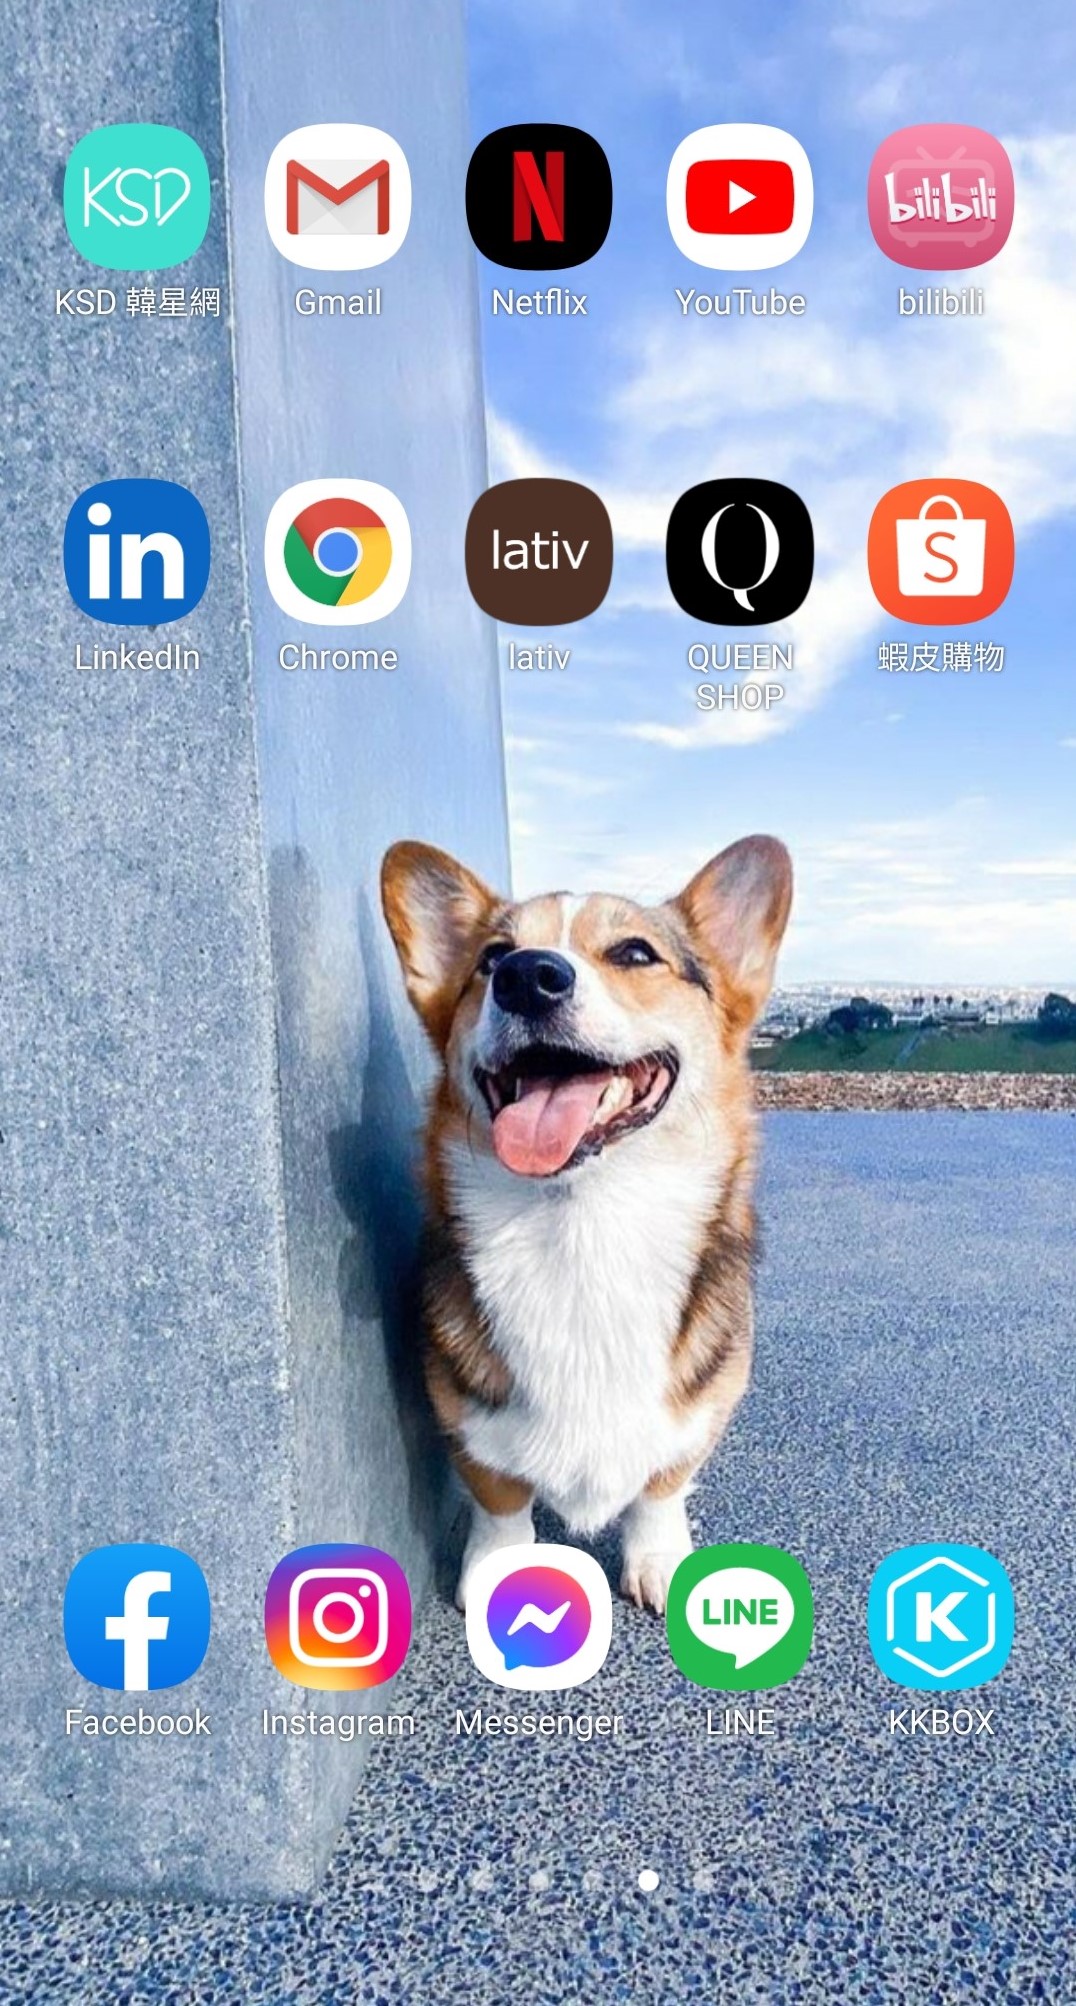 KSD
KSD 韓星網
Gmail
N
Netflix
YouTube
bilibili
bilibili
in
LinkedIn
Chrome
lativ
lativ
Q
QUEEN
SHOP
S
蝦皮購物
f
Facebook
Instagram
Messenger
LINE
LINE
K
KKBOX